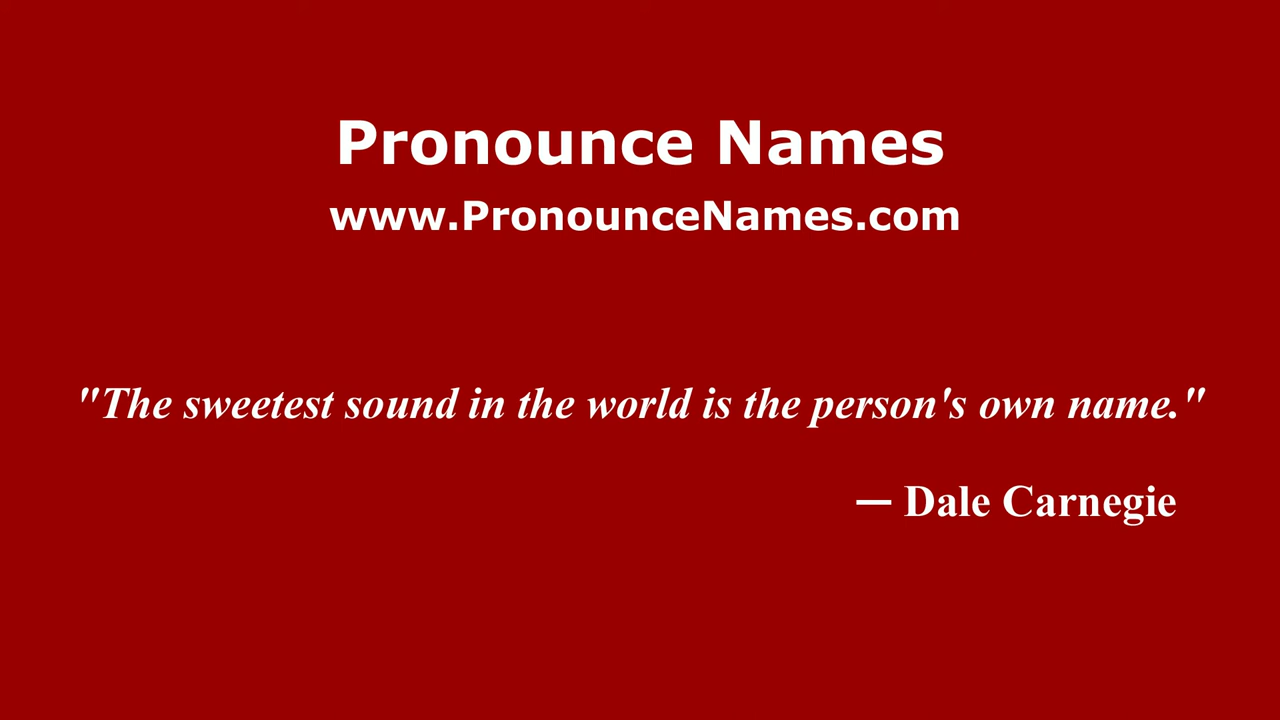 Pronounce Names
www.PronounceNames.com
"The sweetest sound in the world is the person's own name."
— Dale Carnegie